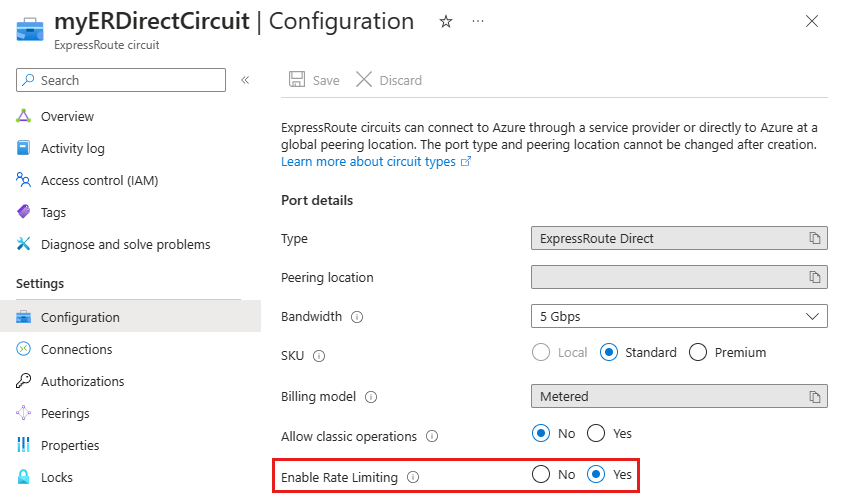 myERDirectCircuit | Configuration
ExpressRoute circuit
Search
Save
Discard
Overview
Activity log
Access control (IAM)
Tags
Diagnose and solve problems
Settings
Configuration
Connections
Authorizations
Peerings
Properties
Locks
ExpressRoute circuits can connect to Azure through a service provider or directly to Azure at a
global peering location. The port type and peering location cannot be changed after creation.
Learn more about circuit types
Port details
Type ExpressRoute Direct
Peering location
Bandwidth 5 Gbps
SKU Local Standard Premium
Billing model Metered
Allow classic operations No Yes
Enable Rate Limiting No Yes